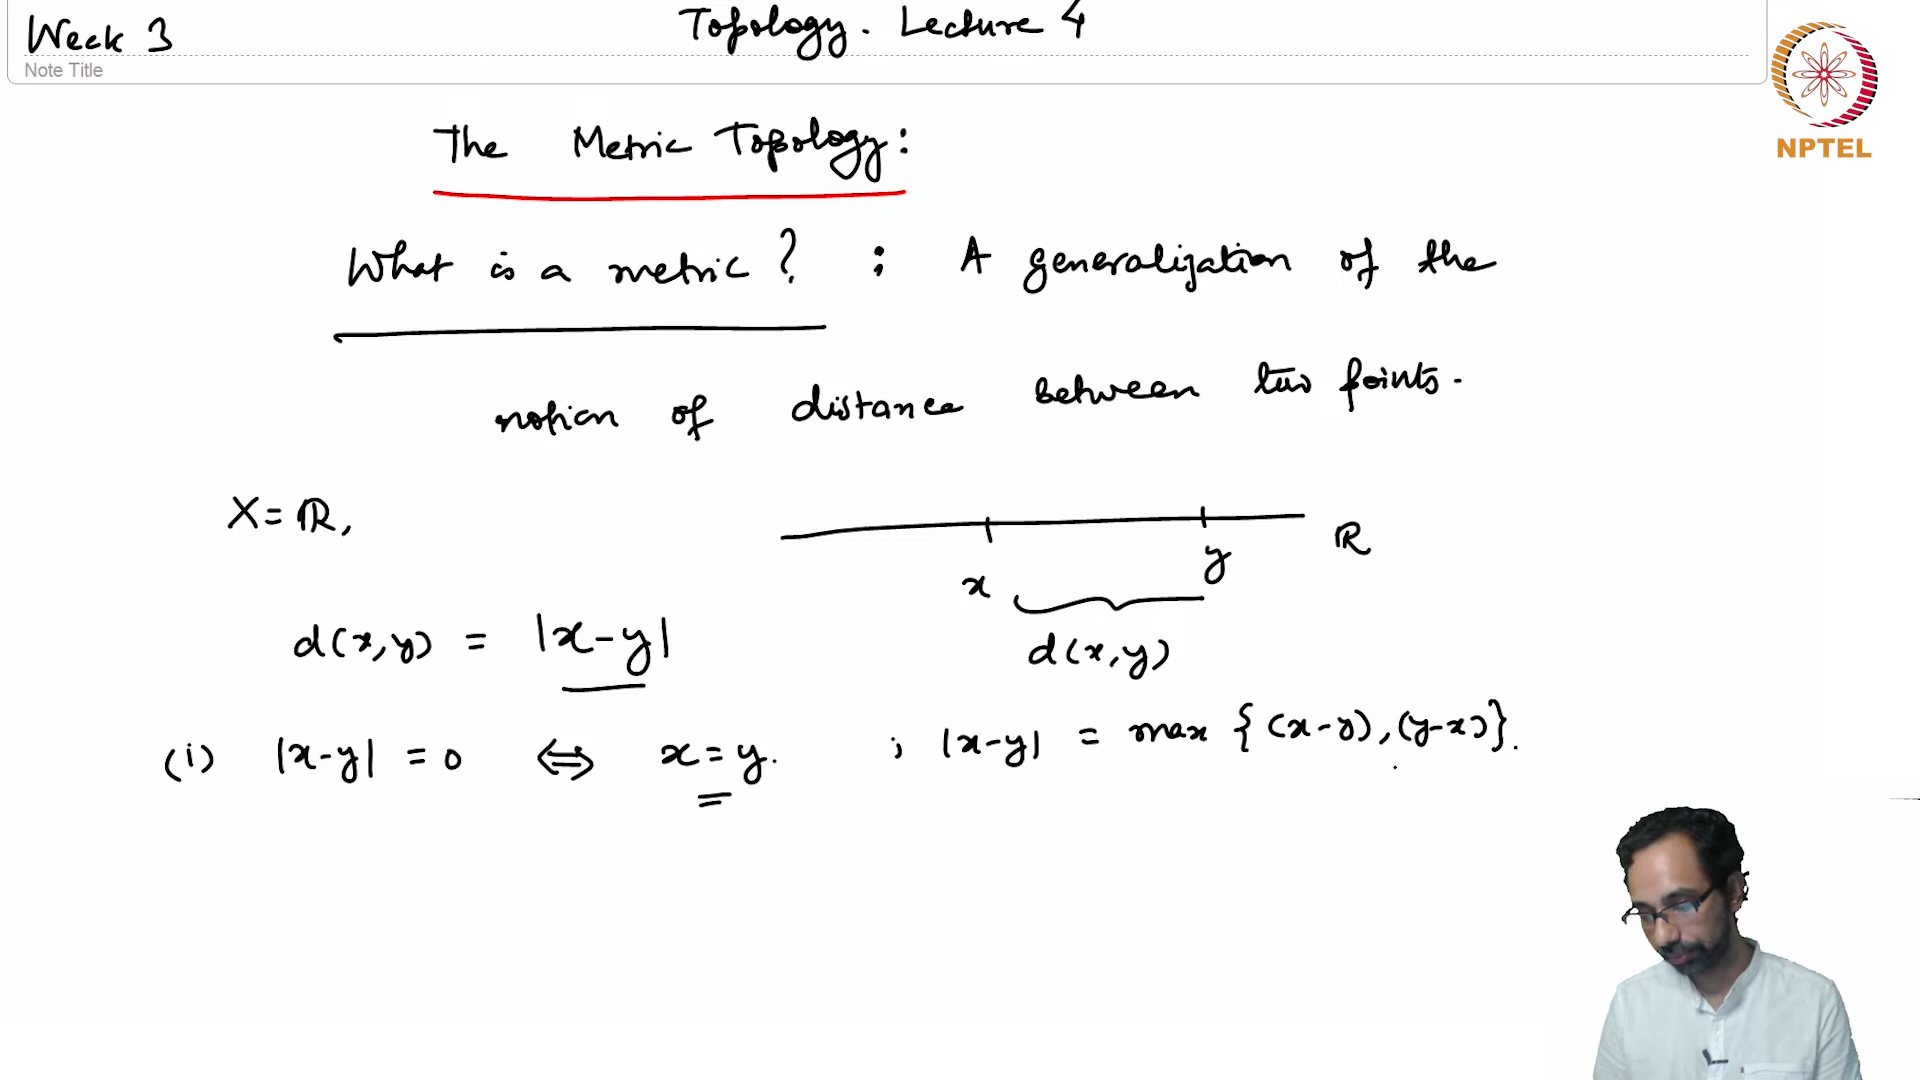 Week 3
Topology. Lecture 4
Note Title
NPTEL
The Metric Topology:
What is a metric? : A generalization of the
notion of distance between two points.
X = ℝ,
ℝ
x
y
d(x,y)
d(x,y) = |x-y|
(i) |x-y| = 0 ⇔ x = y. ; |x-y| = max {(x-y), (y-x)}.